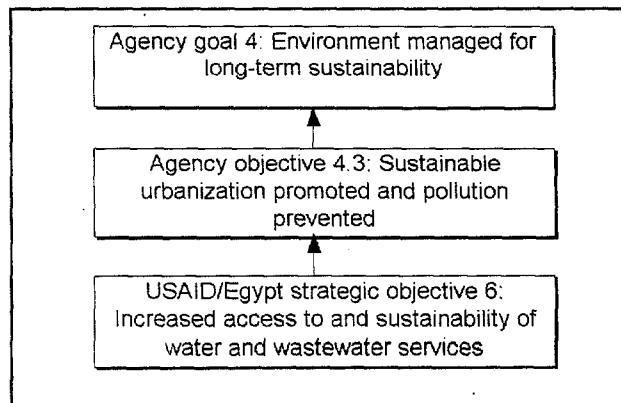 Agency goal 4: Environment managed for
long-term sustainability
Agency objective 4.3: Sustainable
urbanization promoted and pollution
prevented
USAID/Egypt strategic objective 6:
Increased access to and sustainability of
water and wastewater services